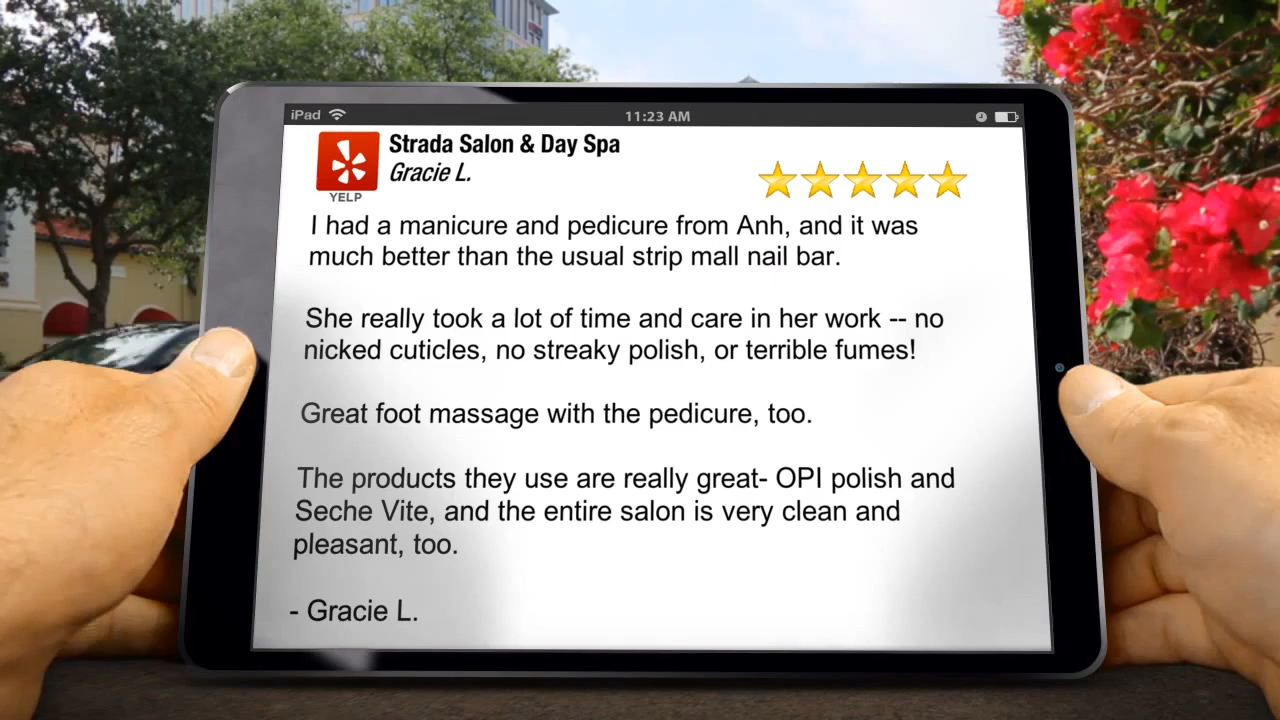 iPad
11:23 AM
Strada Salon & Day Spa
Gracie L.
YELP
I had a manicure and pedicure from Anh, and it was
much better than the usual strip mall nail bar.
She really took a lot of time and care in her work -- no
nicked cuticles, no streaky polish, or terrible fumes!
Great foot massage with the pedicure, too.
The products they use are really great- OPI polish and
Seche Vite, and the entire salon is very clean and
pleasant, too.
- Gracie L.